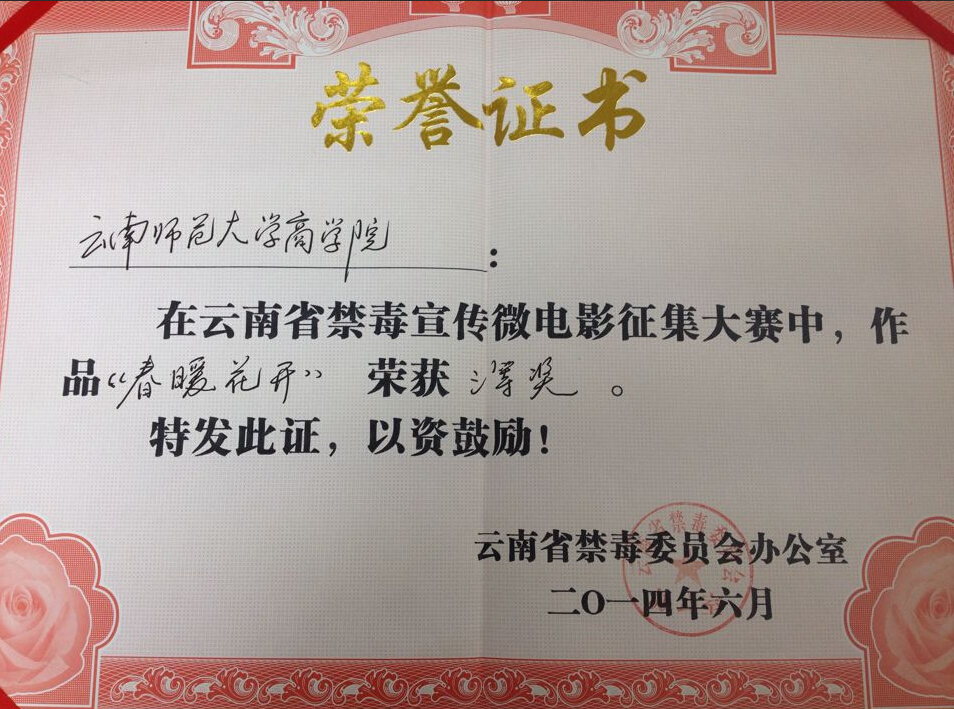 荣誉证书
云南师范大学商学院：
在云南省禁毒宣传微电影征集大赛中，作
品“春暖花开” 荣获 奖 。
特发此证，以资鼓励！
云南省禁毒委员会办公室
二O一四年六月